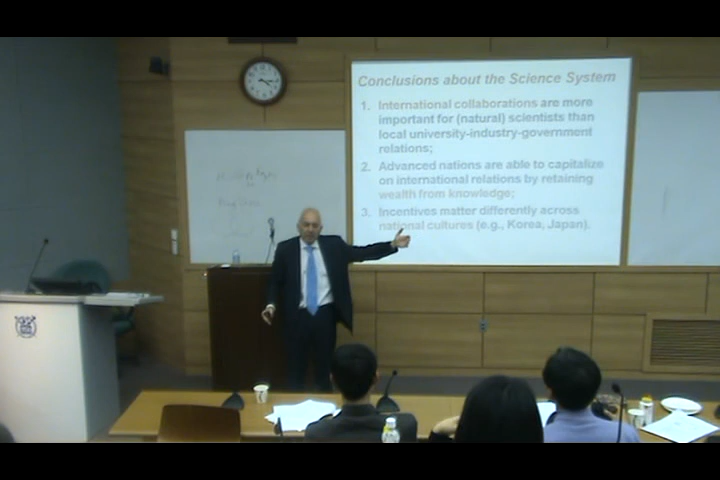 Conclusions about the Science System
1. International collaborations are more
important for (natural) scientists than
local university-industry-government
relations;
2. Advanced nations are able to capitalize
on international relations by retaining
wealth from knowledge;
3. Incentives matter differently across
national cultures (e.g., Korea, Japan).